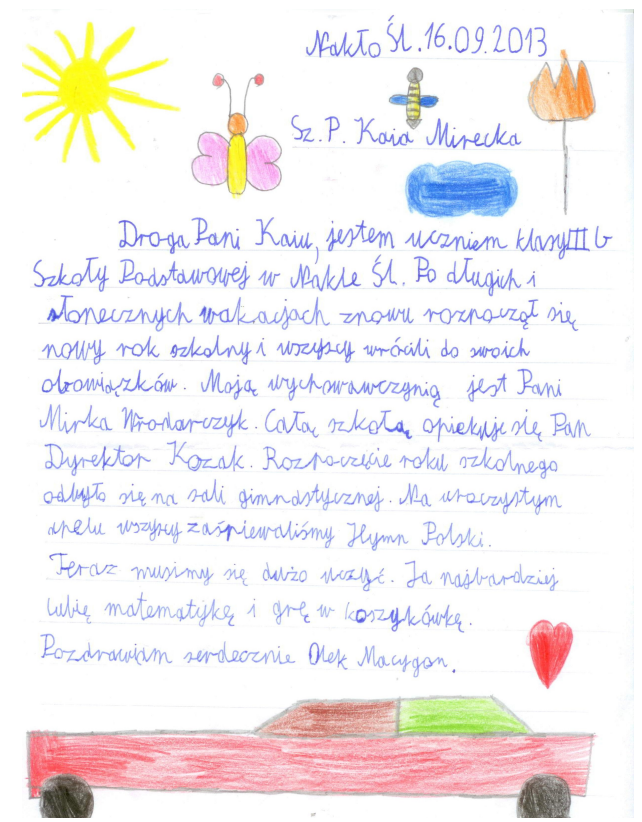 Nakło Śl. 16.09.2013
Sz. P. Kaia Mirecka
Droga Pani Kaiu, jestem uczniem klasy III b
Szkoły Podstawowej w Nakle Śl. Po długich i
słonecznych wakacjach znowu rozpoczął się
nowy rok szkolny i wszyscy wrócili do swoich
obowiązków. Moją wychowawczynią jest Pani
Mirka Włodarczyk. Całą szkołą opiekuje się Pan
Dyrektor Kozak. Rozpoczęcie roku szkolnego
odbyło się na sali gimnastycznej. Na uroczystym
apelu wszyscy zaśpiewaliśmy Hymn Polski.
Teraz musimy się dużo uczyć. Ja najbardziej
lubię matematykę i grę w koszykówkę.
Pozdrawiam serdecznie Olek Macygon.